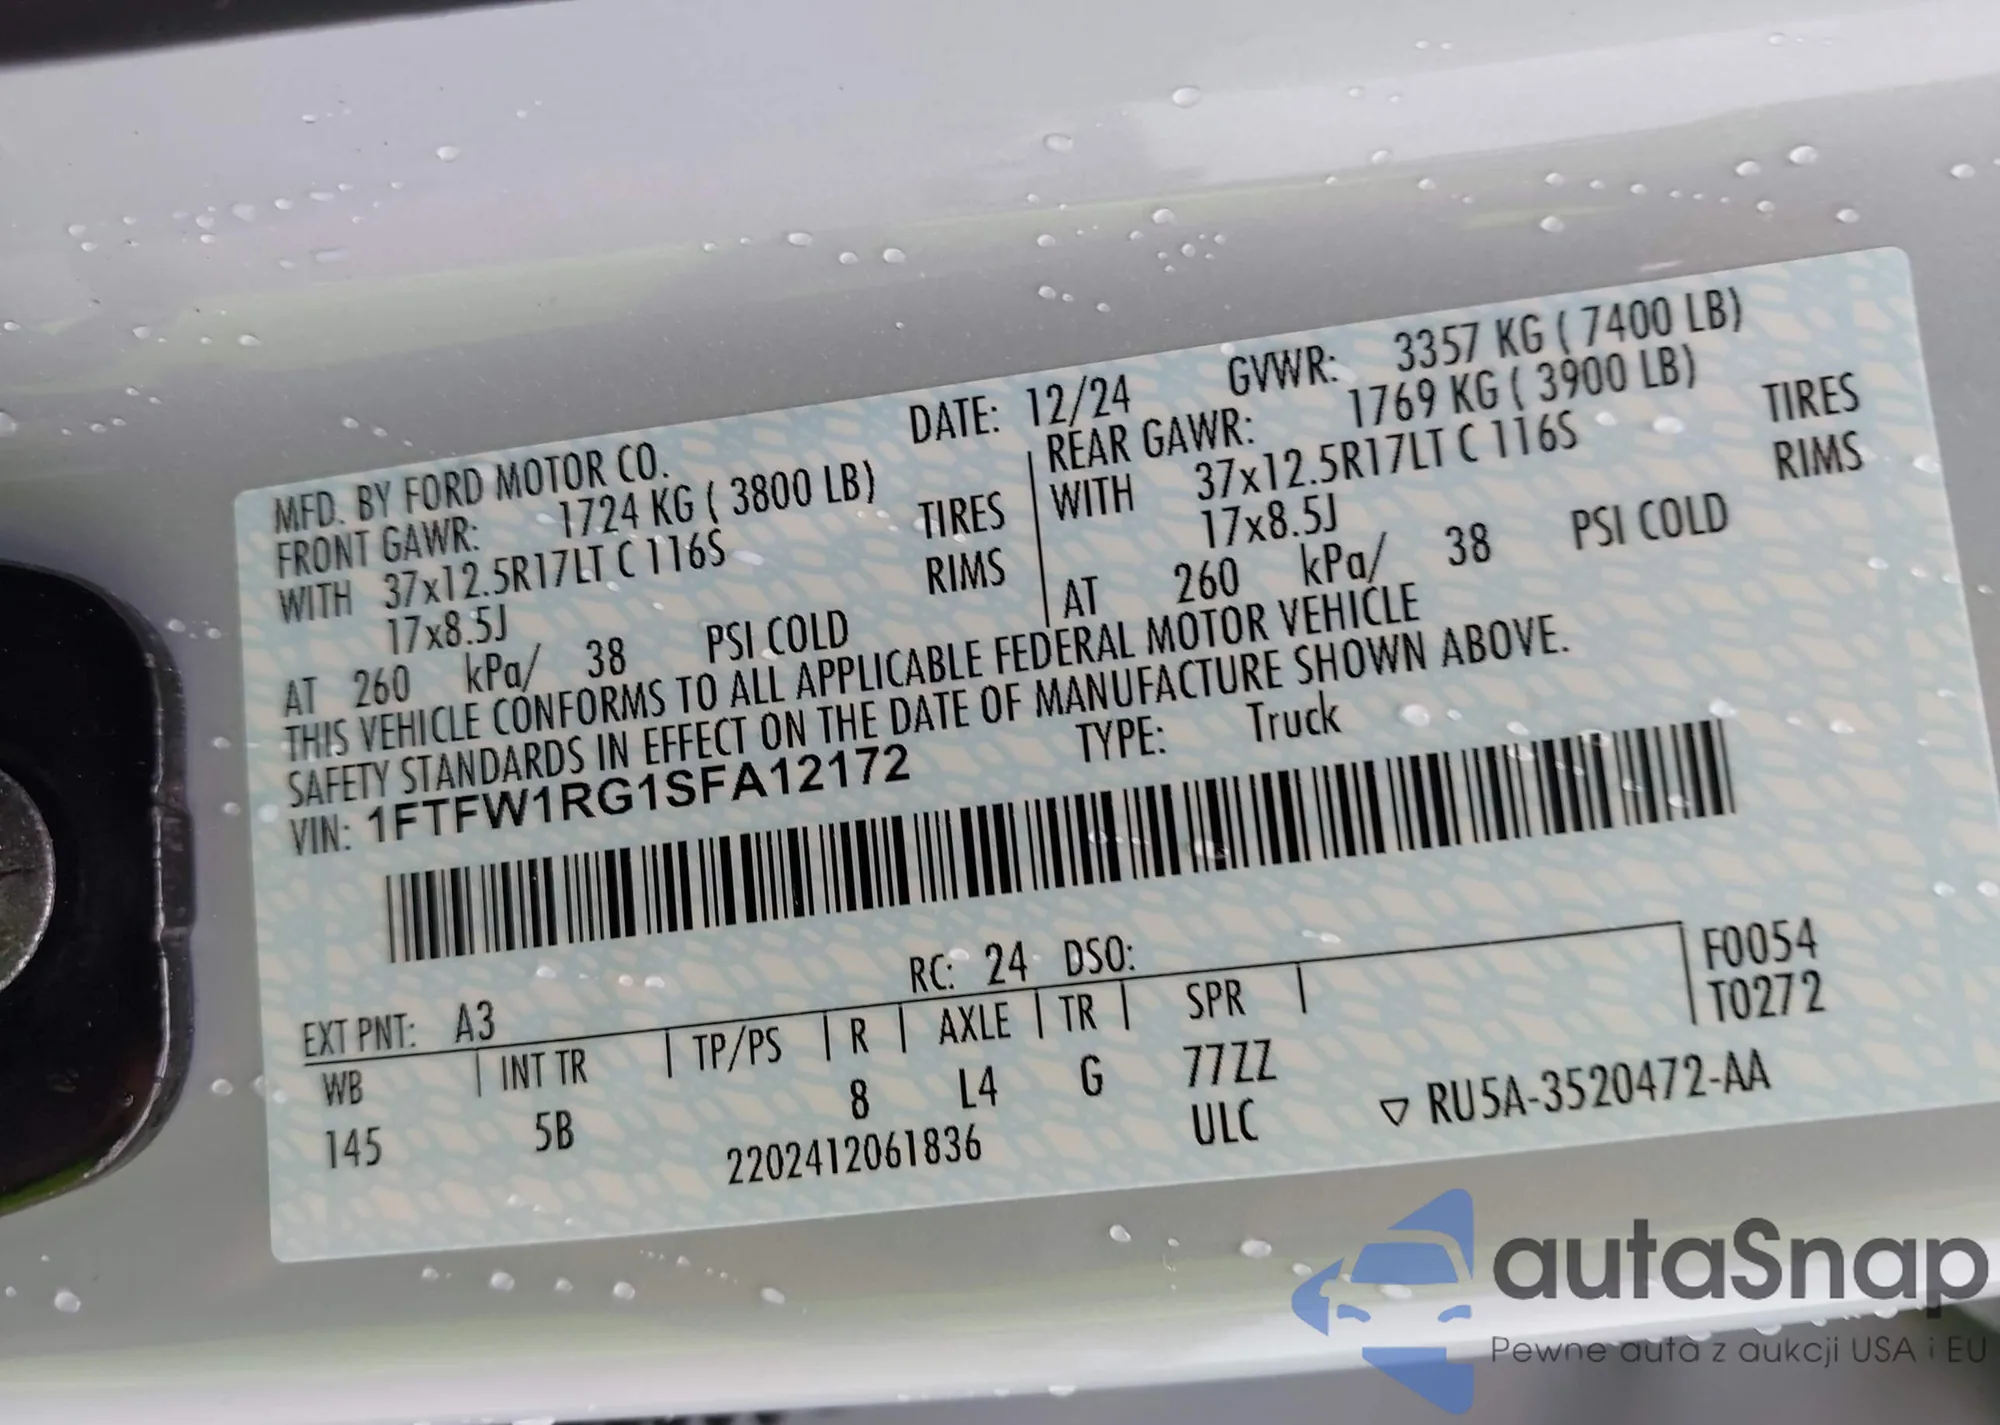 MFD. BY FORD MOTOR CO. DATE: 12/24 GVWR: 3357 KG ( 7400 LB)
FRONT GAWR: 1724 KG ( 3800 LB) REAR GAWR: 1769 KG ( 3900 LB)
WITH 37x12.5R17LT C 116S TIRES WITH 37x12.5R17LT C 116S TIRES
17x8.5J RIMS 17x8.5J RIMS
AT 260 kPa/ 38 PSI COLD AT 260 kPa/ 38 PSI COLD
THIS VEHICLE CONFORMS TO ALL APPLICABLE FEDERAL MOTOR VEHICLE
SAFETY STANDARDS IN EFFECT ON THE DATE OF MANUFACTURE SHOWN ABOVE.
VIN: 1FTFW1RG1SFA12172 TYPE: Truck
EXT PNT: A3 RC: 24 DSO: F0054
WB INT TR TP/PS R AXLE TR SPR T0272
145 5B 8 L4 G 77ZZ
2202412061836 ULC ▽ RU5A-3520472-AA
autaSnap
Pewne auta z aukcji USA i EU